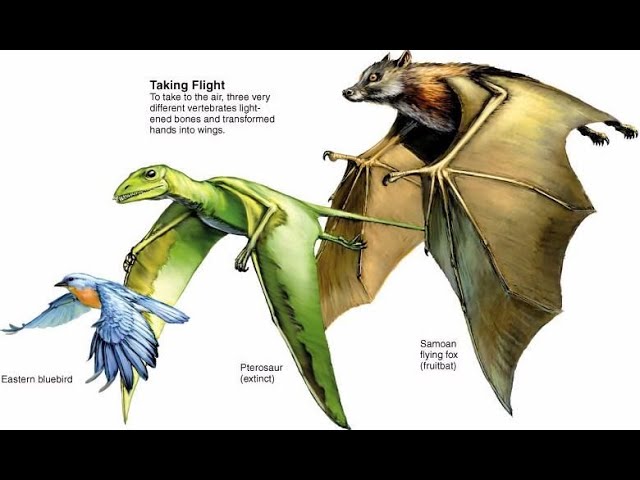 Taking Flight
To take to the air, three very
different vertebrates light-
ened bones and transformed
hands into wings.
Eastern bluebird
Pterosaur
(extinct)
Samoan
flying fox
(fruitbat)